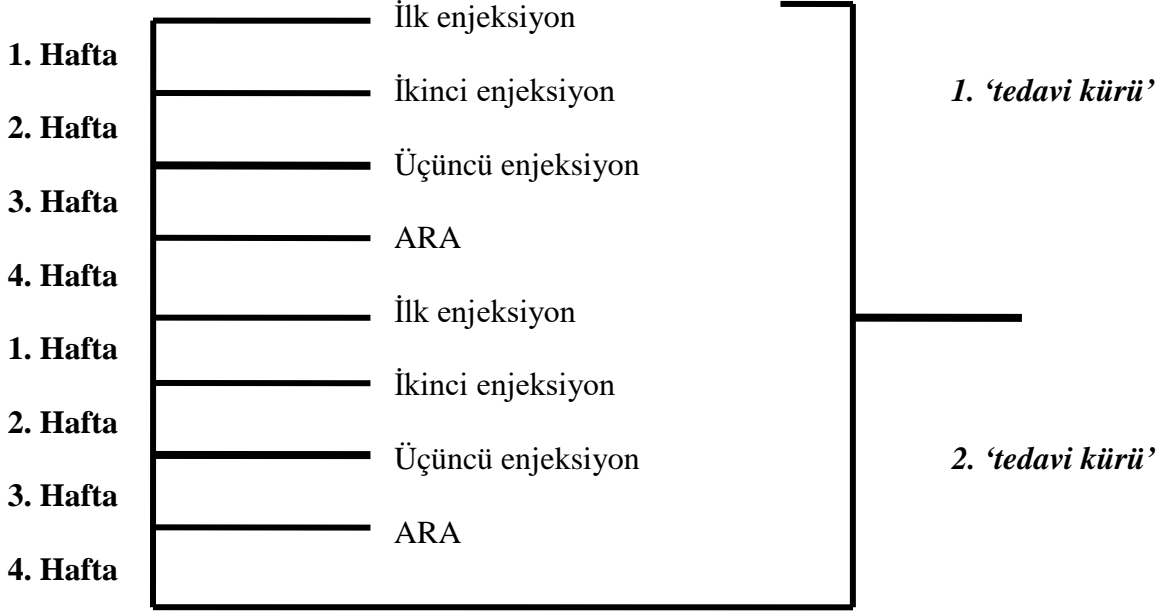 İlk enjeksiyon
1. Hafta
İkinci enjeksiyon
1. ‘tedavi kürü’
2. Hafta
Üçüncü enjeksiyon
3. Hafta
ARA
4. Hafta
İlk enjeksiyon
1. Hafta
İkinci enjeksiyon
2. Hafta
Üçüncü enjeksiyon
2. ‘tedavi kürü’
3. Hafta
ARA
4. Hafta